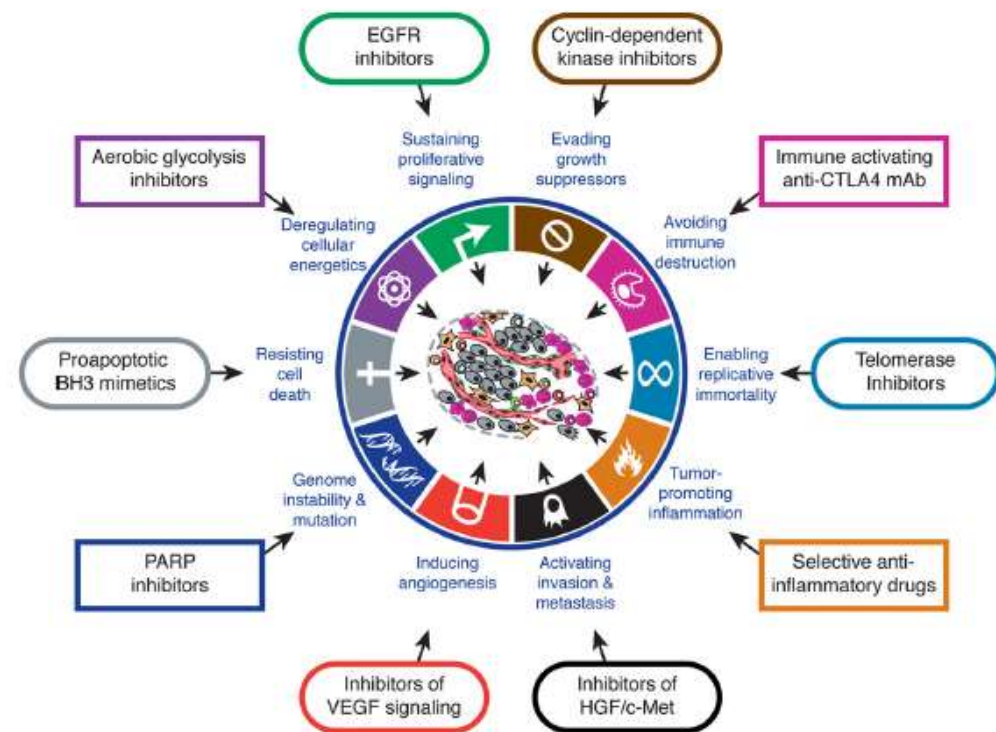 EGFR
inhibitors
Cyclin-dependent
kinase inhibitors
Sustaining
proliferative
signaling
Evading
growth
suppressors
Aerobic glycolysis
inhibitors
Immune activating
anti-CTLA4 mAb
Deregulating
cellular
energetics
Avoiding
immune
destruction
Proapoptotic
BH3 mimetics
Resisting
cell
death
Enabling
replicative
immortality
Telomerase
Inhibitors
Genome
instability &
mutation
Tumor-
promoting
inflammation
PARP
inhibitors
Inducing
angiogenesis
Activating
invasion &
metastasis
Selective anti-
inflammatory drugs
Inhibitors of
VEGF signaling
Inhibitors of
HGF/c-Met